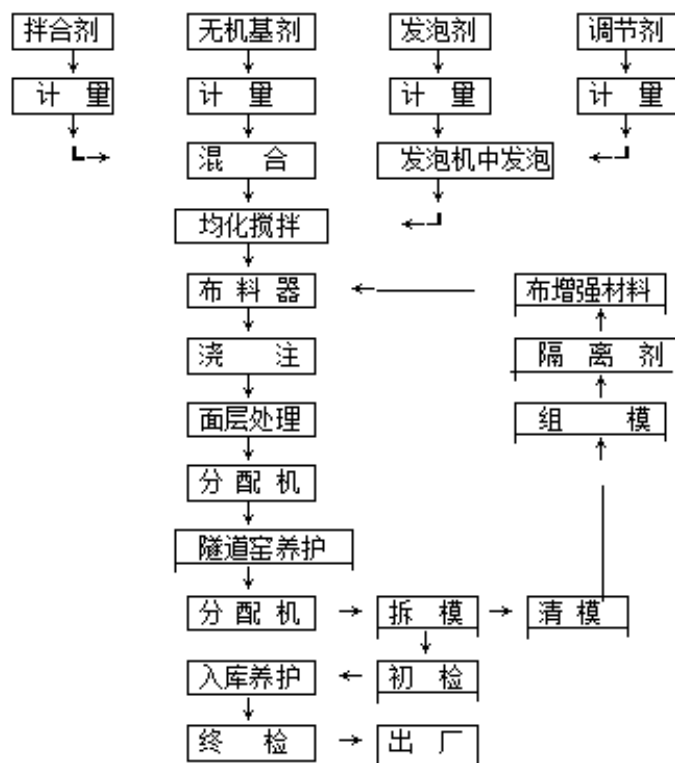 拌合剂 无机基剂 发泡剂 调节剂
计 量 计 量 计 量 计 量
混 合 发泡机中发泡
均化搅拌
布 料 器 布增强材料
浇 注 隔 离 剂
面层处理 组 模
分 配 机
隧道窑养护
分 配 机 拆 模 清 模
入库养护 初 检
终 检 出 厂